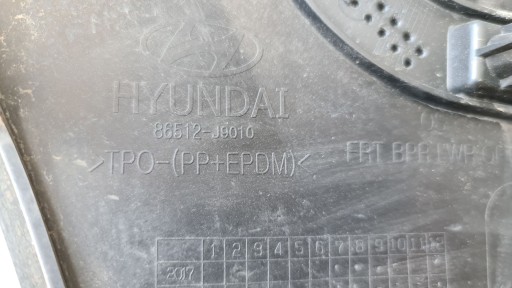 HYUNDAI
86512-J9010
>TPO-(PP+EPDM)<
FRT BPR LWR
1 2 3 4 5 6 7 8 9 10 11 12
2017